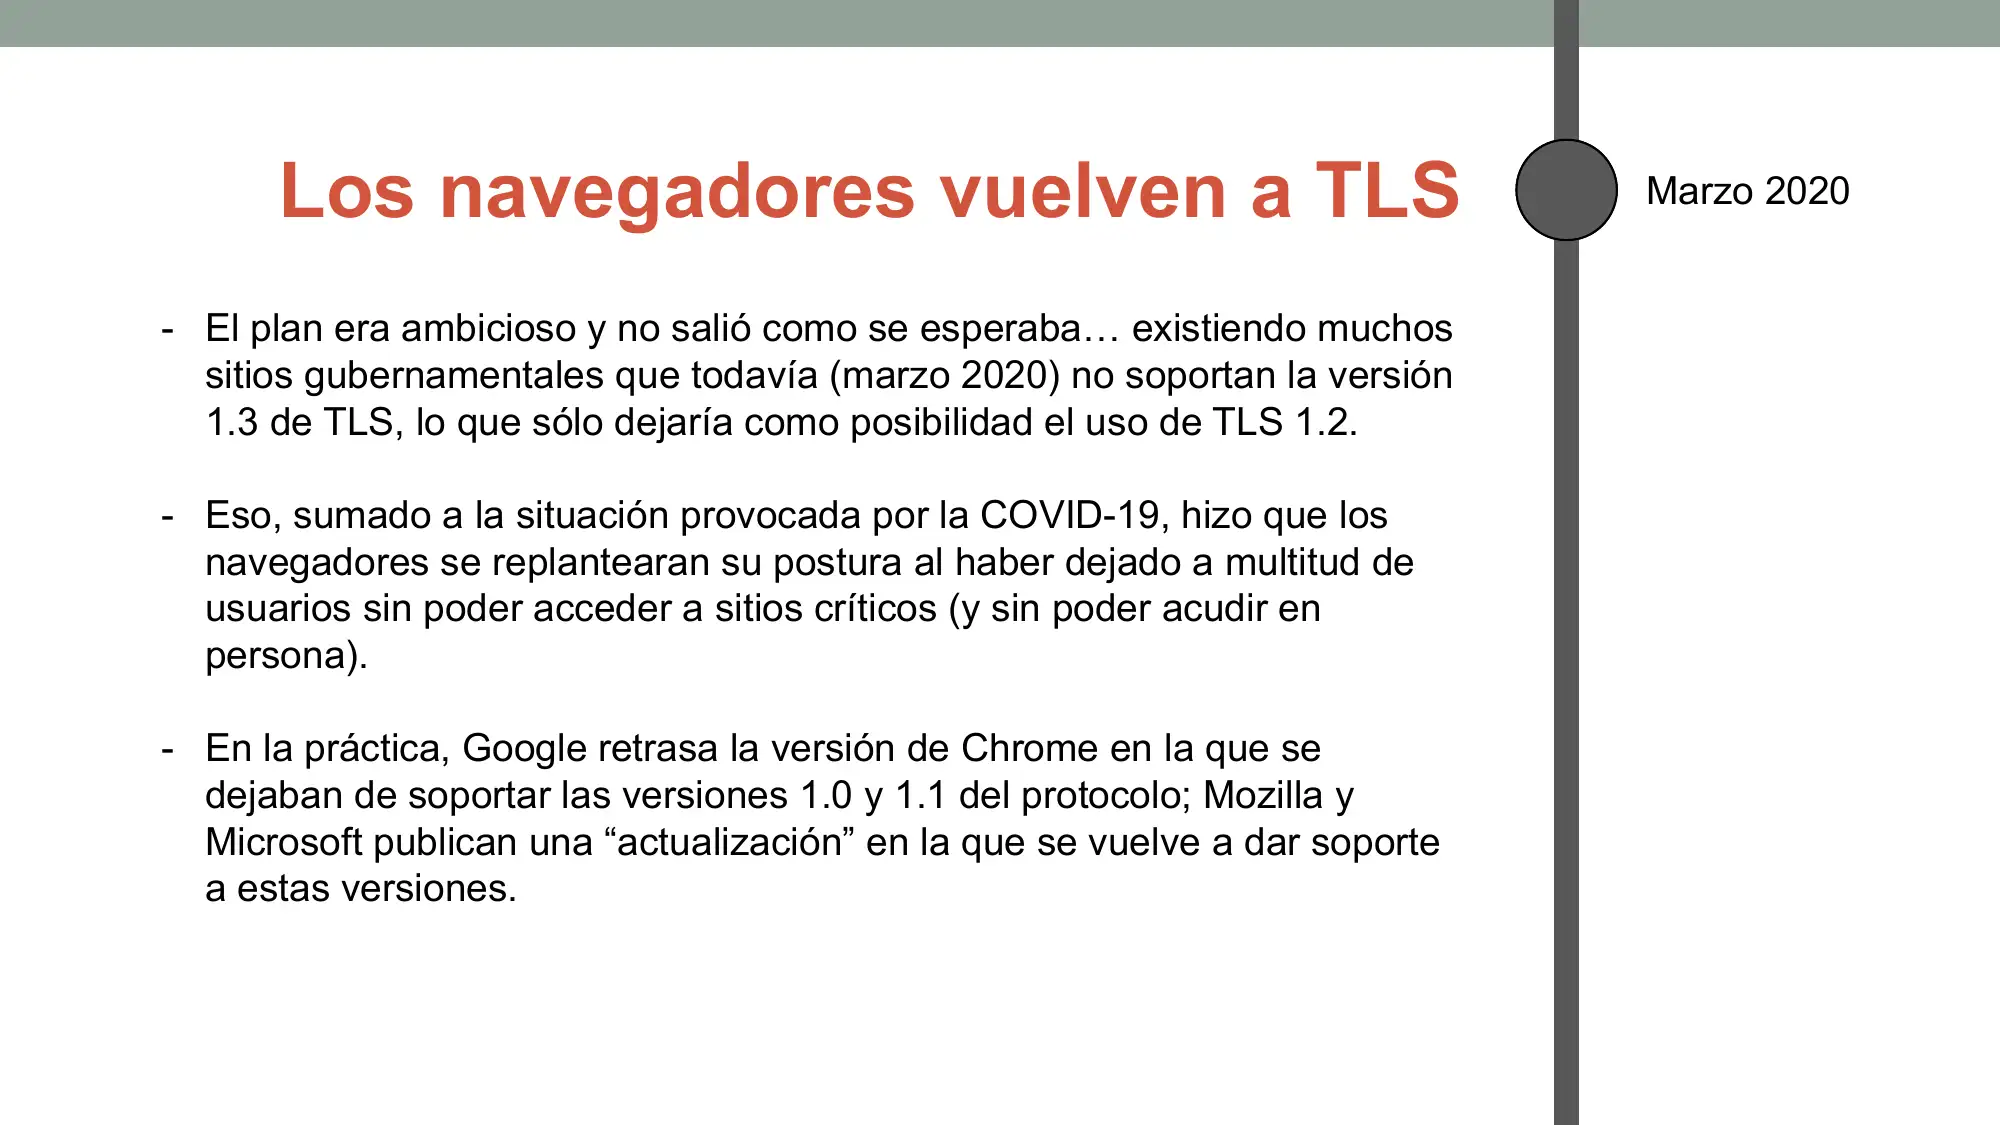 Los navegadores vuelven a TLS
Marzo 2020
- El plan era ambicioso y no salió como se esperaba… existiendo muchos
sitios gubernamentales que todavía (marzo 2020) no soportan la versión
1.3 de TLS, lo que sólo dejaría como posibilidad el uso de TLS 1.2.
- Eso, sumado a la situación provocada por la COVID-19, hizo que los
navegadores se replantearan su postura al haber dejado a multitud de
usuarios sin poder acceder a sitios críticos (y sin poder acudir en
persona).
- En la práctica, Google retrasa la versión de Chrome en la que se
dejaban de soportar las versiones 1.0 y 1.1 del protocolo; Mozilla y
Microsoft publican una “actualización” en la que se vuelve a dar soporte
a estas versiones.